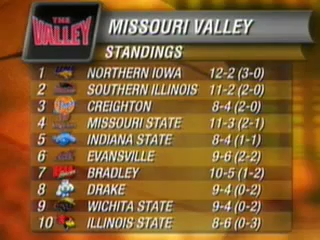 THE VALLEY
MISSOURI VALLEY
STANDINGS
1 NORTHERN IOWA 12-2 (3-0)
2 SOUTHERN ILLINOIS 11-2 (2-0)
3 CREIGHTON 8-4 (2-0)
4 MISSOURI STATE 11-3 (2-1)
5 INDIANA STATE 8-4 (1-1)
6 EVANSVILLE 9-6 (2-2)
7 BRADLEY 10-5 (1-2)
8 DRAKE 9-4 (0-2)
9 WICHITA STATE 9-4 (0-2)
10 ILLINOIS STATE 8-6 (0-3)